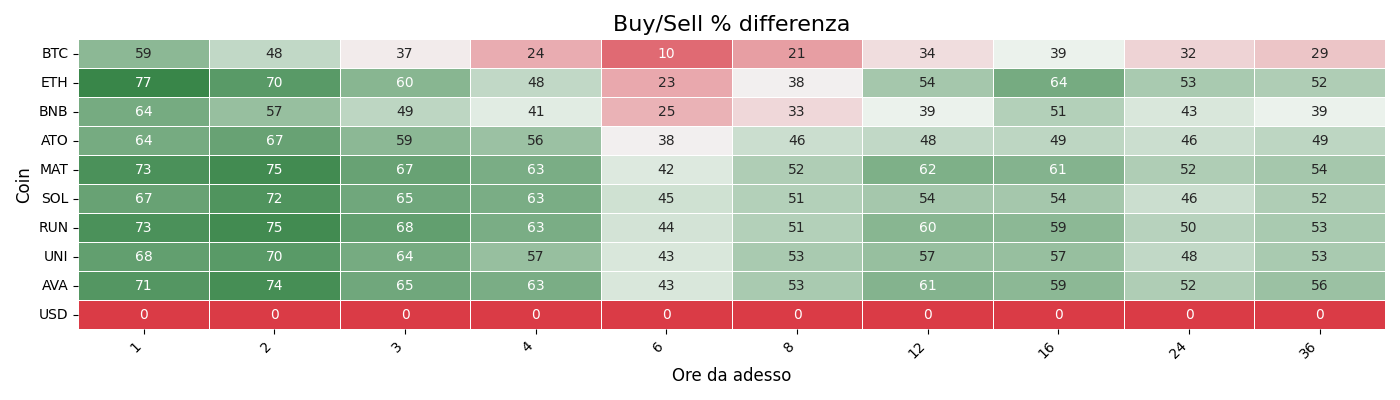 Buy/Sell % differenza
Coin
BTC 59 48 37 24 10 21 34 39 32 29
ETH 77 70 60 48 23 38 54 64 53 52
BNB 64 57 49 41 25 33 39 51 43 39
ATO 64 67 59 56 38 46 48 49 46 49
MAT 73 75 67 63 42 52 62 61 52 54
SOL 67 72 65 63 45 51 54 54 46 52
RUN 73 75 68 63 44 51 60 59 50 53
UNI 68 70 64 57 43 53 57 57 48 53
AVA 71 74 65 63 43 53 61 59 52 56
USD 0 0 0 0 0 0 0 0 0 0
1 2 3 4 6 8 12 16 24 36
Ore da adesso